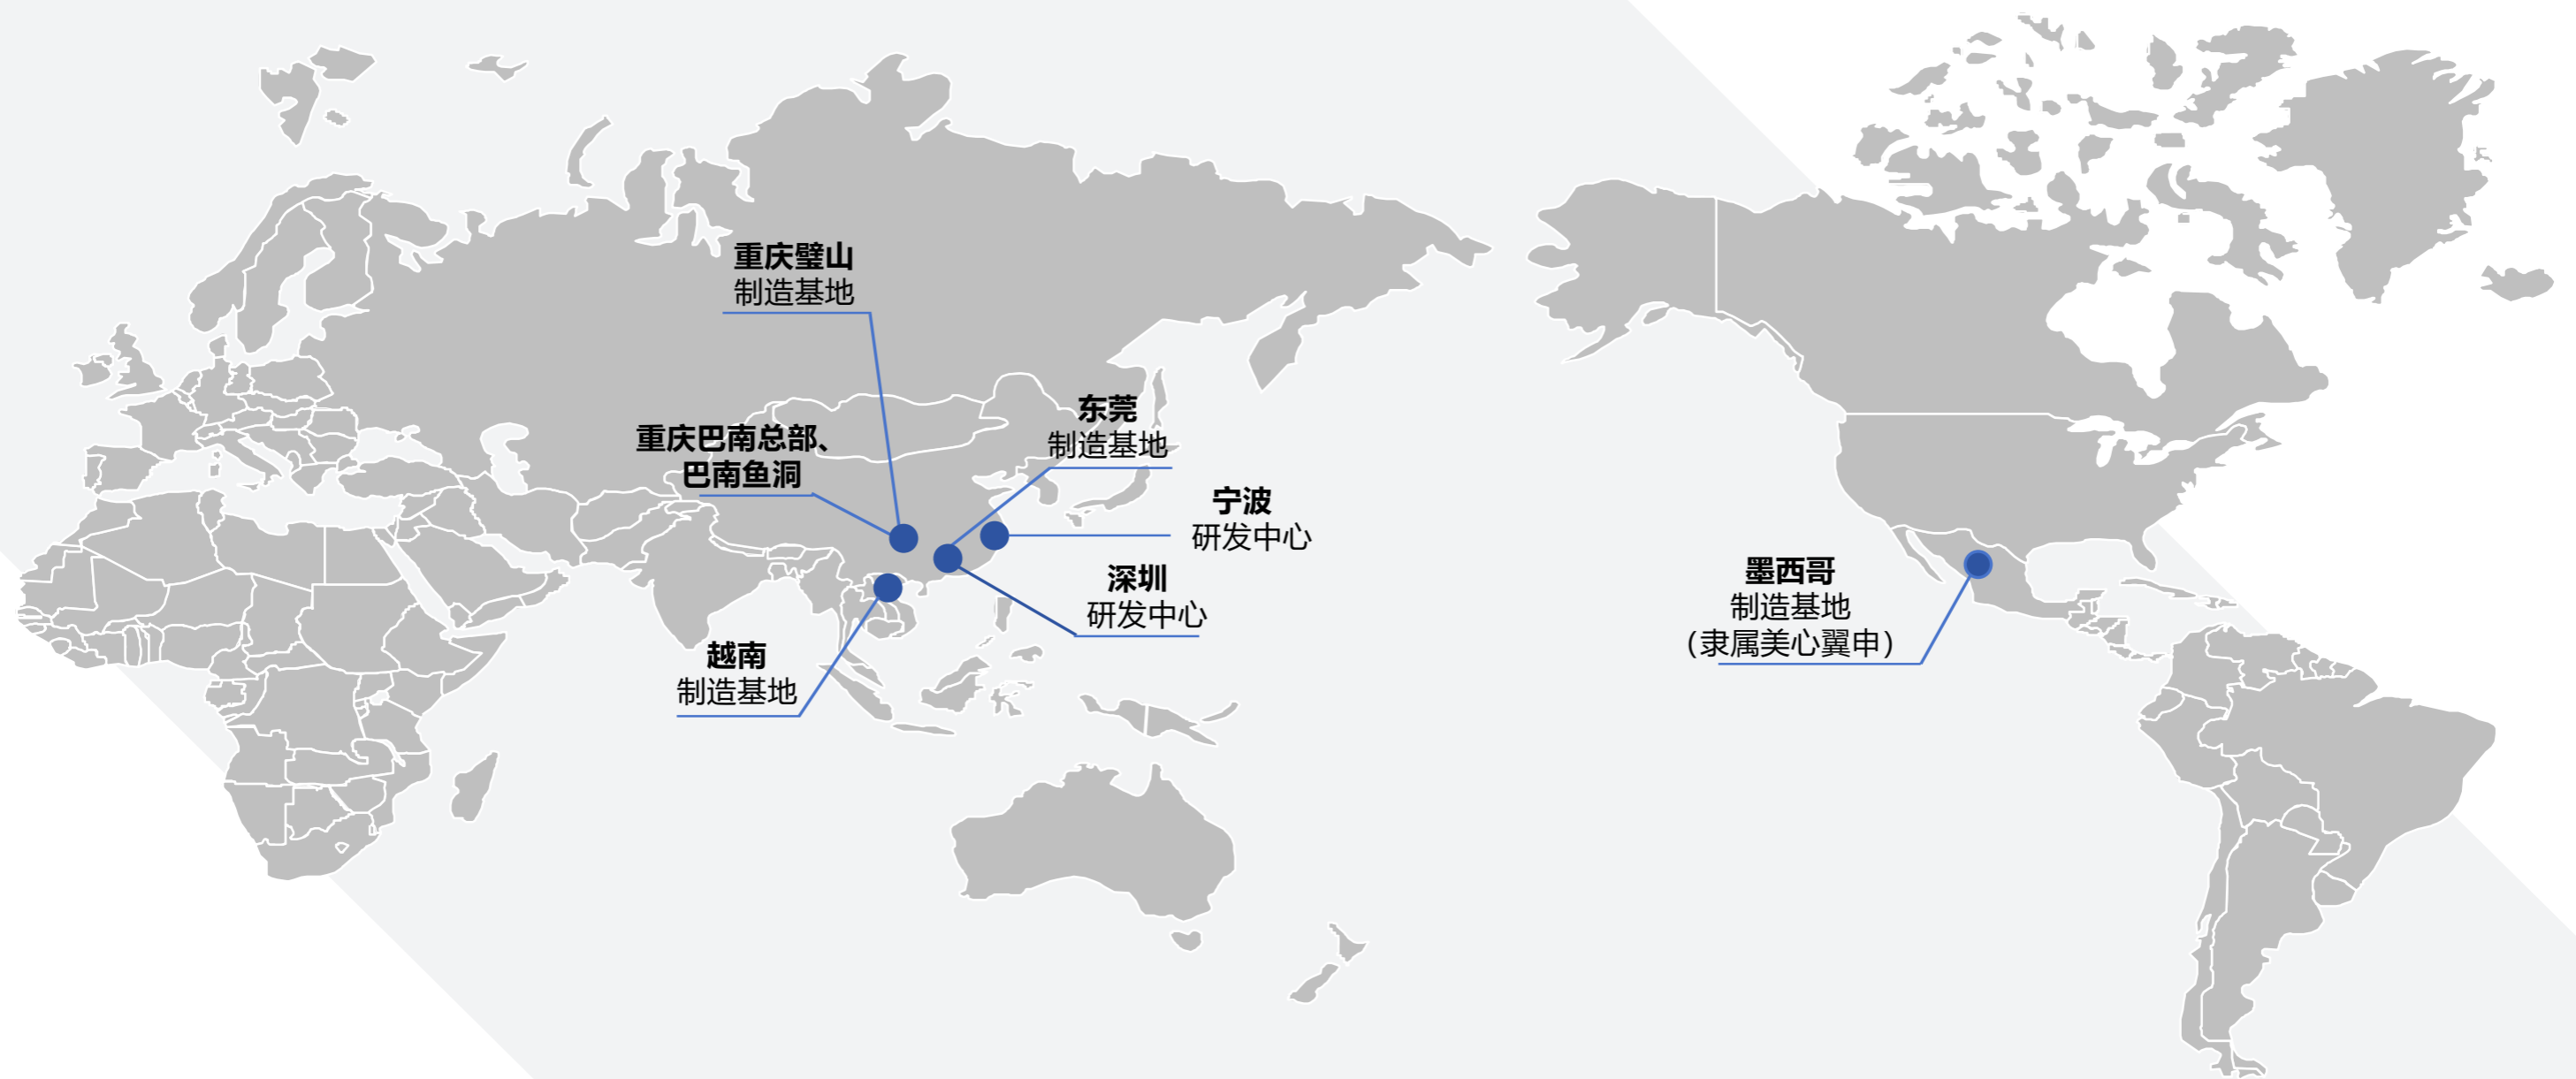 重庆璧山
制造基地
重庆巴南总部、
巴南鱼洞
东莞
制造基地
宁波
研发中心
深圳
研发中心
越南
制造基地
墨西哥
制造基地
（隶属美心翼申）